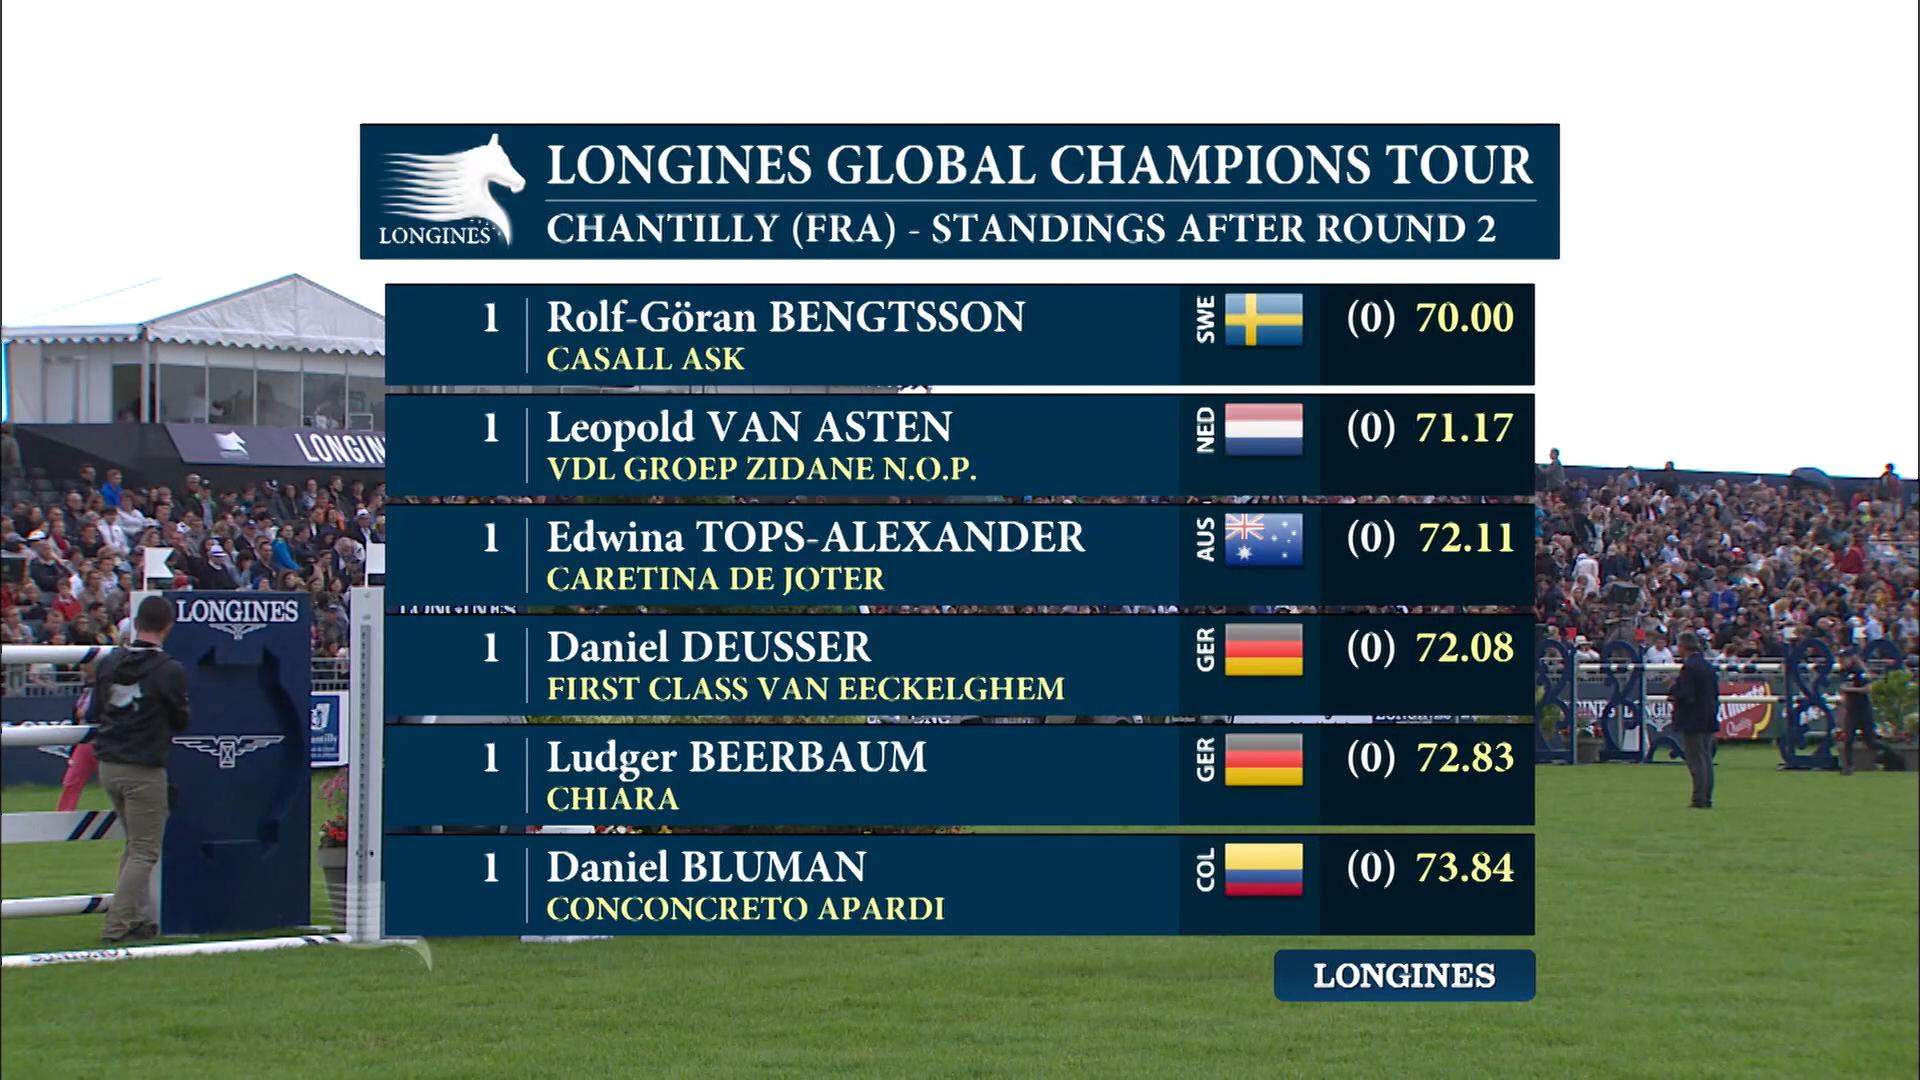 LONGINES GLOBAL CHAMPIONS TOUR
LONGINES
CHANTILLY (FRA) - STANDINGS AFTER ROUND 2
1 Rolf-Göran BENGTSSON SWE (0) 70.00
CASALL ASK
1 Leopold VAN ASTEN NED (0) 71.17
VDL GROEP ZIDANE N.O.P.
1 Edwina TOPS-ALEXANDER AUS (0) 72.11
CARETINA DE JOTER
1 Daniel DEUSSER GER (0) 72.08
FIRST CLASS VAN EECKELGHEM
1 Ludger BEERBAUM GER (0) 72.83
CHIARA
1 Daniel BLUMAN COL (0) 73.84
CONCONCRETO APARDI
LONGINES
LONGIN
LONGINES